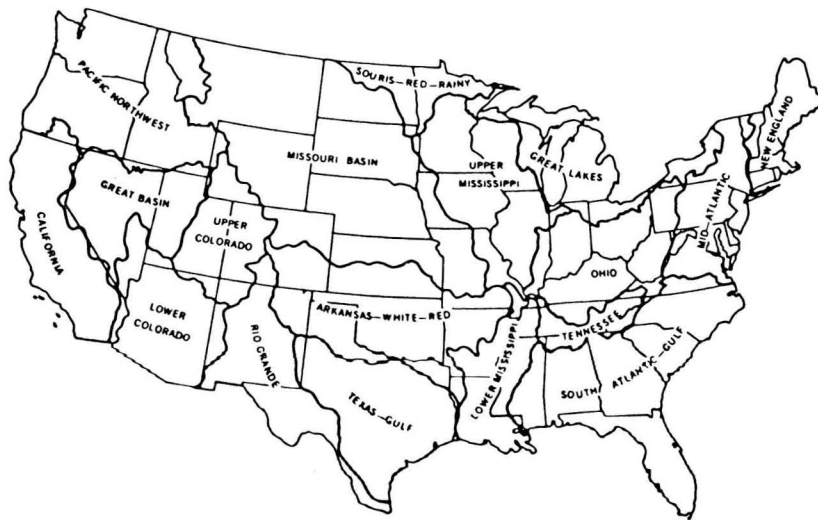 SOURIS-RED-RAINY
PACIFIC NORTHWEST
NEW ENGLAND
MISSOURI BASIN
UPPER
MISSISSIPPI
GREAT LAKES
GREAT BASIN
MID-ATLANTIC
UPPER
COLORADO
CALIFORNIA
OHIO
LOWER
COLORADO
RIO GRANDE
ARKANSAS-WHITE-RED
TENNESSEE
LOWER MISSISSIPPI
SOUTH ATLANTIC-GULF
TEXAS-GULF